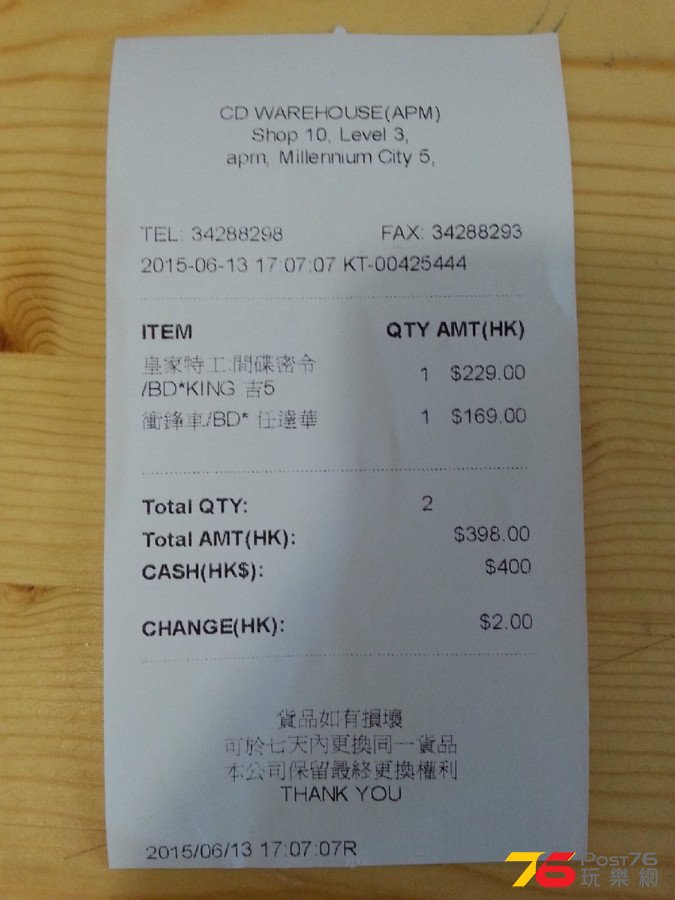 CD WAREHOUSE(APM)
Shop 10, Level 3,
apm, Millennium City 5,
TEL: 34288298 FAX: 34288293
2015-06-13 17:07:07 KT-00425444
ITEM QTY AMT(HK)
皇家特工:間碟密令
/BD*KING 吉5 1 $229.00
衝鋒車/BD* 任達華 1 $169.00
Total QTY: 2
Total AMT(HK): $398.00
CASH(HK$): $400
CHANGE(HK): $2.00
貨品如有損壞
可於七天內更換同一貨品
本公司保留最終更換權利
THANK YOU
2015/06/13 17:07:07R
76 POST76
玩樂網